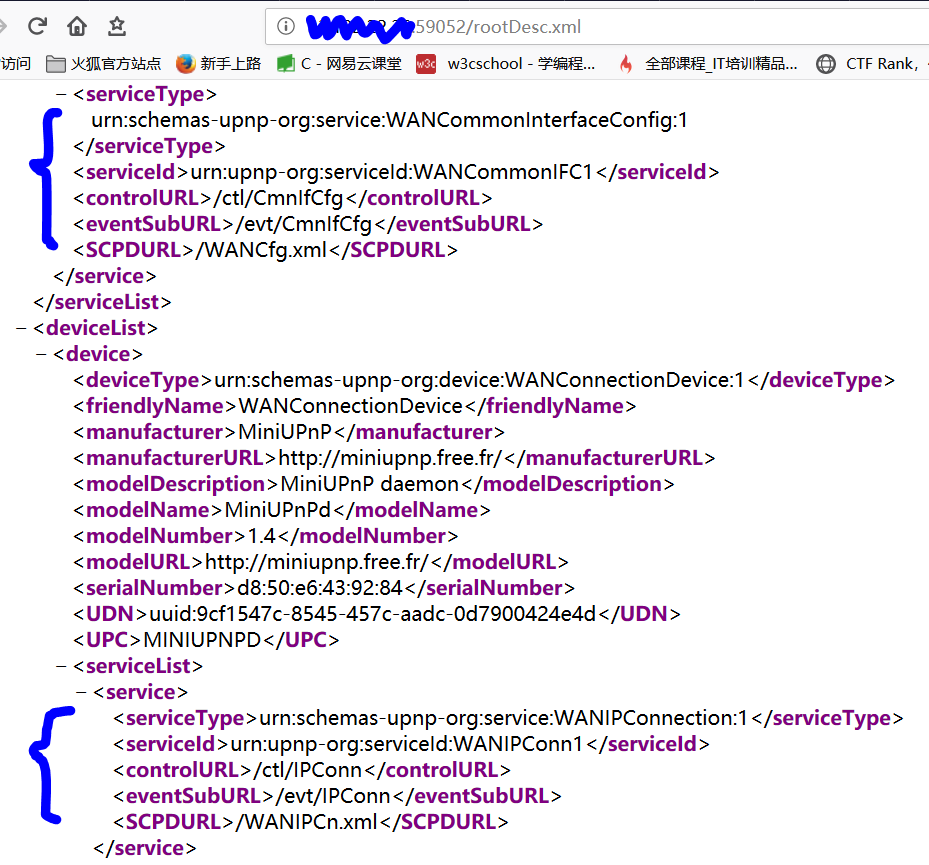 :59052/rootDesc.xml
访问 火狐官方站点 新手上路 C - 网易云课堂 w3c w3cschool - 学编程... 全部课程_IT培训精品... CTF Rank,
– <serviceType>
urn:schemas-upnp-org:service:WANCommonInterfaceConfig:1
</serviceType>
<serviceId>urn:upnp-org:serviceId:WANCommonIFC1</serviceId>
<controlURL>/ctl/CmnIfCfg</controlURL>
<eventSubURL>/evt/CmnIfCfg</eventSubURL>
<SCPDURL>/WANCfg.xml</SCPDURL>
</service>
</serviceList>
– <deviceList>
– <device>
<deviceType>urn:schemas-upnp-org:device:WANConnectionDevice:1</deviceType>
<friendlyName>WANConnectionDevice</friendlyName>
<manufacturer>MiniUPnP</manufacturer>
<manufacturerURL>http://miniupnp.free.fr/</manufacturerURL>
<modelDescription>MiniUPnP daemon</modelDescription>
<modelName>MiniUPnPd</modelName>
<modelNumber>1.4</modelNumber>
<modelURL>http://miniupnp.free.fr/</modelURL>
<serialNumber>d8:50:e6:43:92:84</serialNumber>
<UDN>uuid:9cf1547c-8545-457c-aadc-0d7900424e4d</UDN>
<UPC>MINIUPNPD</UPC>
– <serviceList>
– <service>
<serviceType>urn:schemas-upnp-org:service:WANIPConnection:1</serviceType>
<serviceId>urn:upnp-org:serviceId:WANIPConn1</serviceId>
<controlURL>/ctl/IPConn</controlURL>
<eventSubURL>/evt/IPConn</eventSubURL>
<SCPDURL>/WANIPCn.xml</SCPDURL>
</service>